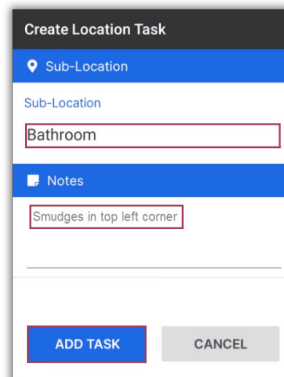 Create Location Task
Sub-Location
Sub-Location
Bathroom
Notes
Smudges in top left corner
ADD TASK
CANCEL